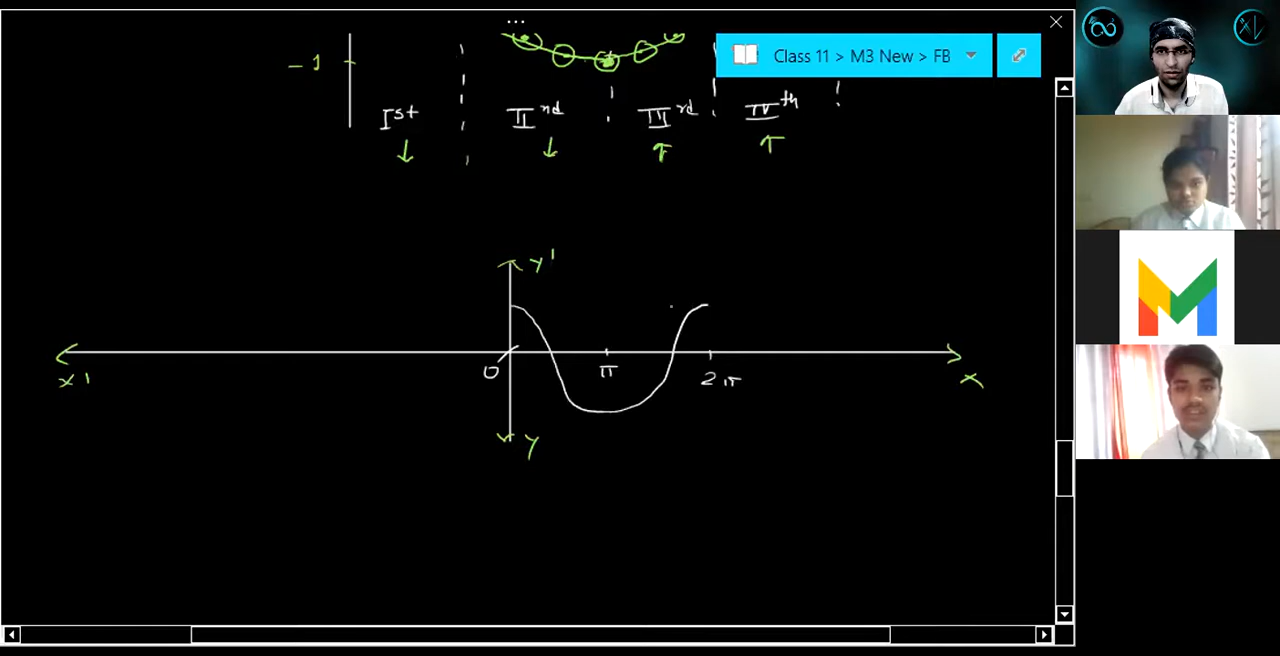 ...
Class 11 > M3 New > FB
-1
Ist IInd IIIrd IVth
↓ ↓ ↑ ↑
y'
x' 0 π 2π x
y